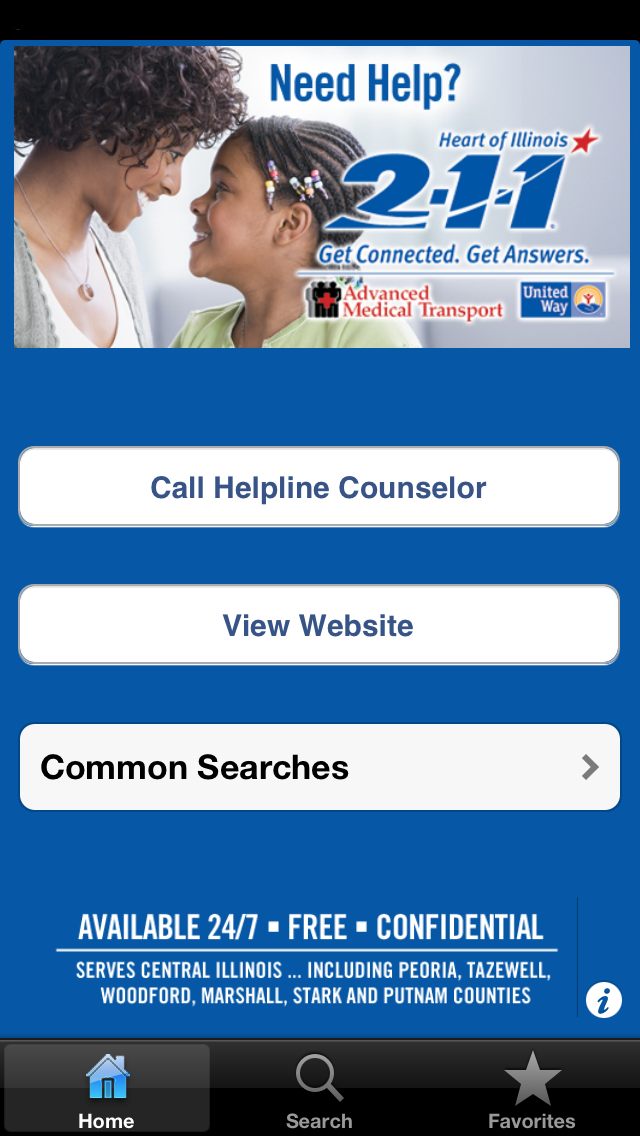 Need Help?
Heart of Illinois
2-1-1
Get Connected. Get Answers.
Advanced
Medical Transport
United
Way
Call Helpline Counselor
View Website
Common Searches
AVAILABLE 24/7 ▪ FREE ▪ CONFIDENTIAL
SERVES CENTRAL ILLINOIS ... INCLUDING PEORIA, TAZEWELL,
WOODFORD, MARSHALL, STARK AND PUTNAM COUNTIES
i
Home
Search
Favorites